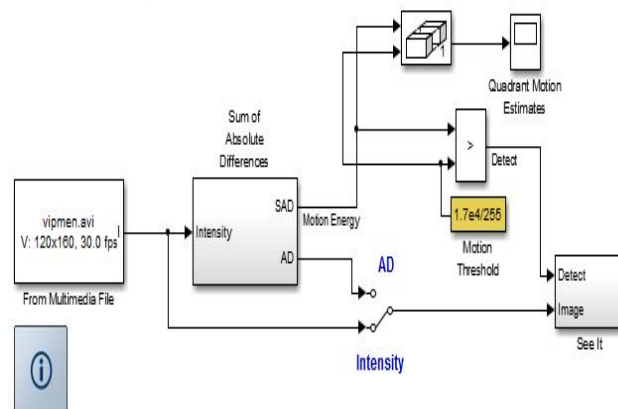 1
Quadrant Motion
Estimates
Sum of
Absolute
Differences
>
Detect
vipmen.avi
V: 120x160, 30.0 fps
I
From Multimedia File
Intensity
SAD
AD
Motion Energy
1.7e4/255
Motion
Threshold
AD
Intensity
Detect
Image
See It
i